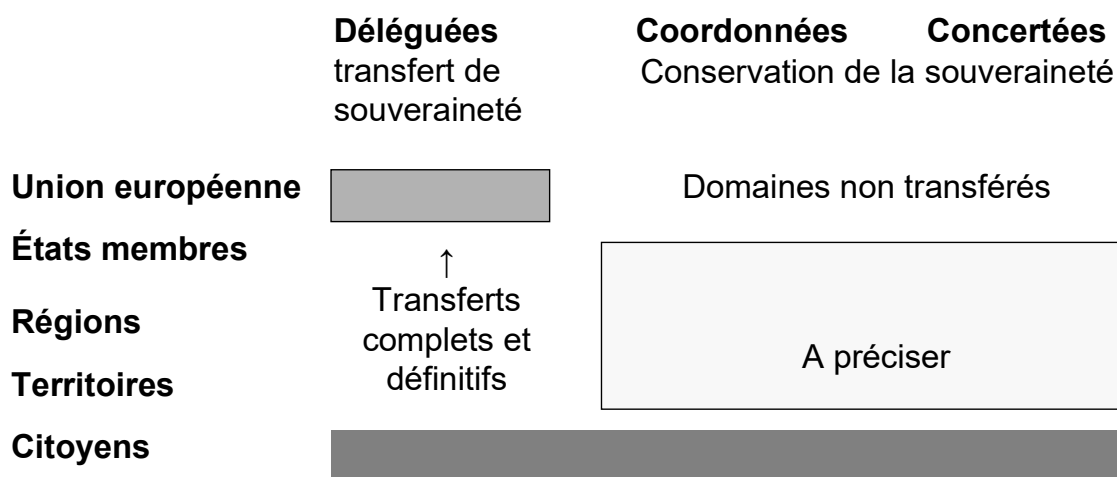 Déléguées Coordonnées Concertées
transfert de Conservation de la souveraineté
souveraineté
Union européenne Domaines non transférés
États membres
↑
Transferts
Régions
complets et
A préciser
définitifs
Territoires
Citoyens